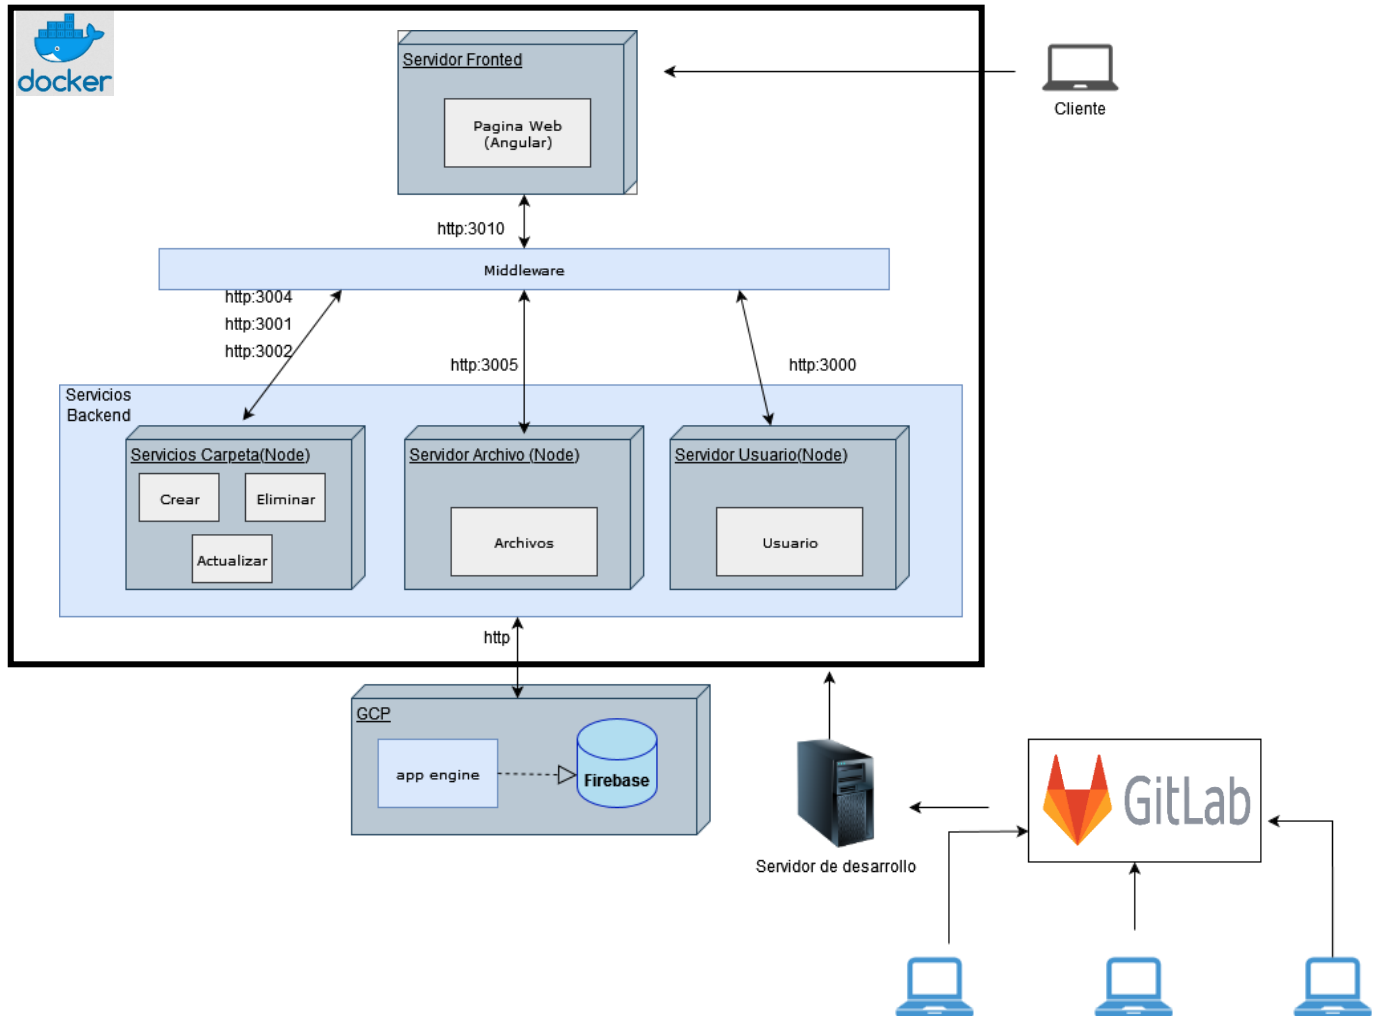 docker
Servidor Fronted
Pagina Web
(Angular)
Cliente
http:3010
Middleware
http:3004
http:3001
http:3002
http:3005
http:3000
Servicios
Backend
Servicios Carpeta(Node)
Crear
Eliminar
Actualizar
Servidor Archivo (Node)
Archivos
Servidor Usuario(Node)
Usuario
http
GCP
app engine
Firebase
Servidor de desarrollo
GitLab